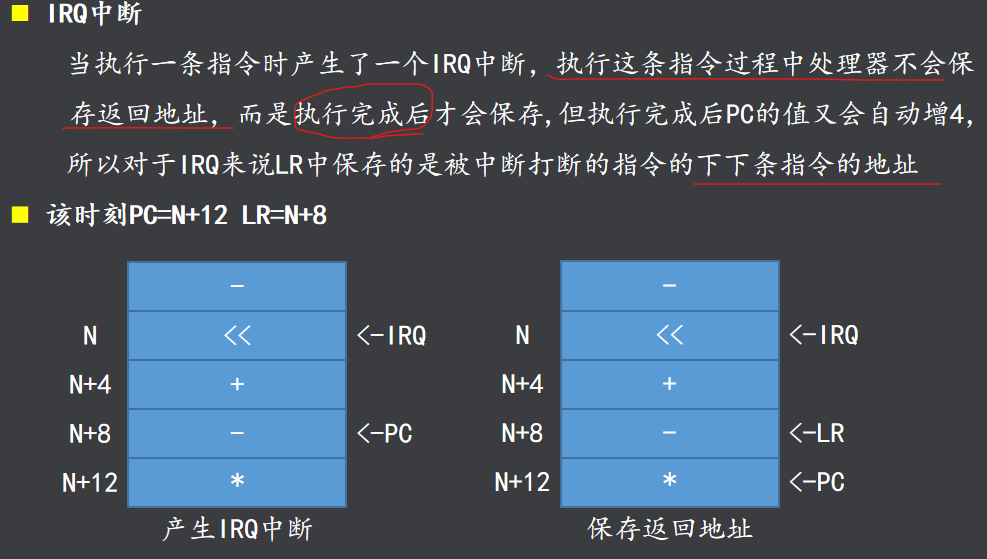 IRQ中断
当执行一条指令时产生了一个IRQ中断，执行这条指令过程中处理器不会保
存返回地址，而是执行完成后才会保存,但执行完成后PC的值又会自动增4,
所以对于IRQ来说LR中保存的是被中断打断的指令的下下条指令的地址
该时刻PC=N+12 LR=N+8
-
N << <-IRQ
N+4 +
N+8 - <-PC
N+12 *
产生IRQ中断
-
N << <-IRQ
N+4 +
N+8 - <-LR
N+12 * <-PC
保存返回地址